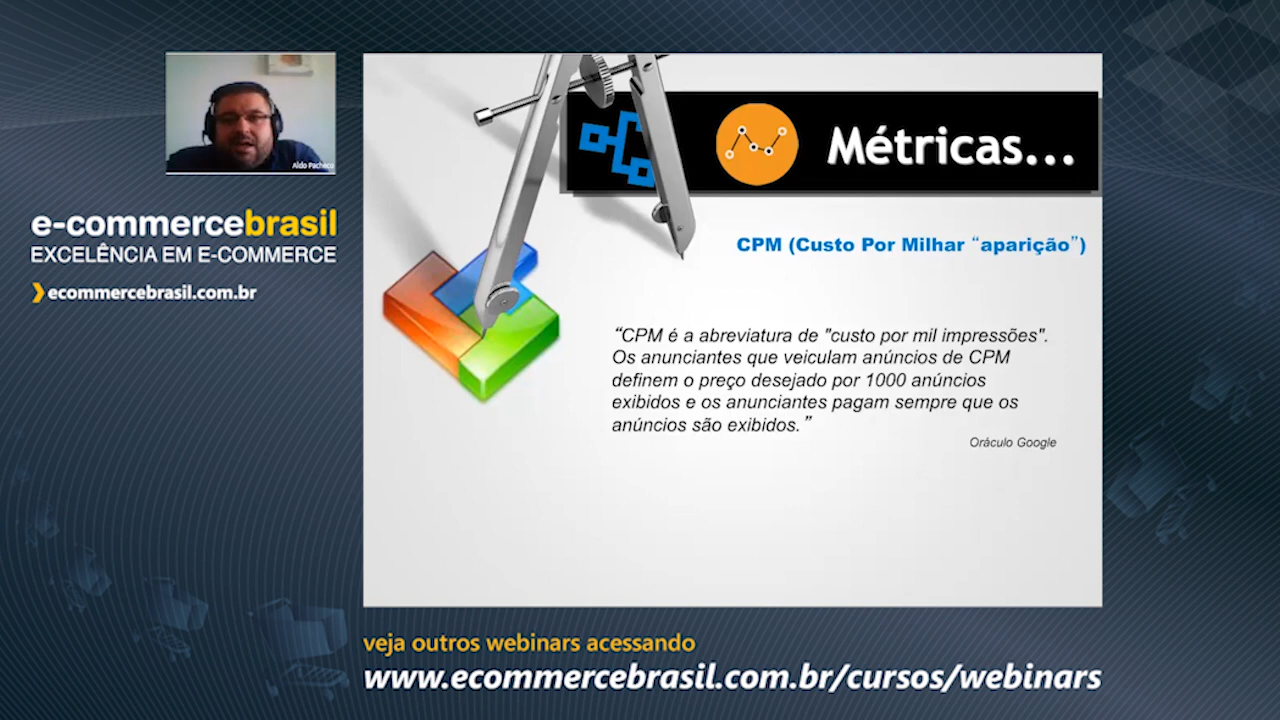 Aldo Pacheco
e-commercebrasil
EXCELÊNCIA EM E-COMMERCE
ecommercebrasil.com.br
Métricas...
CPM (Custo Por Milhar “aparição”)
“CPM é a abreviatura de "custo por mil impressões".
Os anunciantes que veiculam anúncios de CPM
definem o preço desejado por 1000 anúncios
exibidos e os anunciantes pagam sempre que os
anúncios são exibidos.”
Oráculo Google
veja outros webinars acessando
www.ecommercebrasil.com.br/cursos/webinars